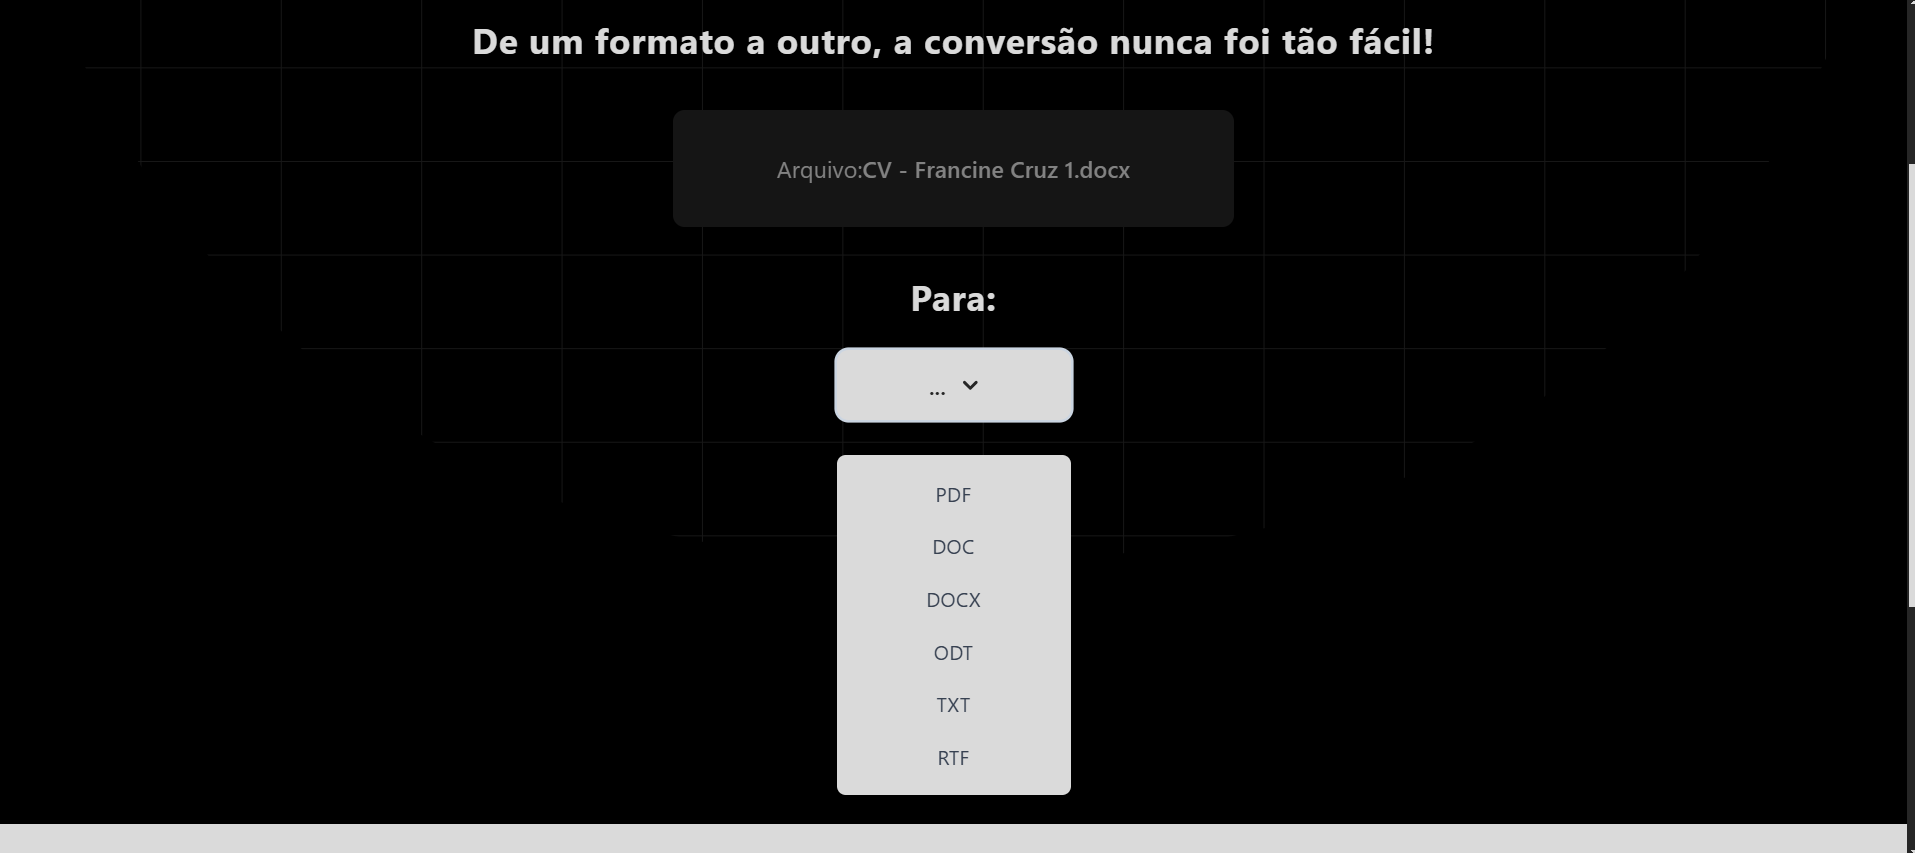 De um formato a outro, a conversão nunca foi tão fácil!
Arquivo:CV - Francine Cruz 1.docx
Para:
...
PDF
DOC
DOCX
ODT
TXT
RTF